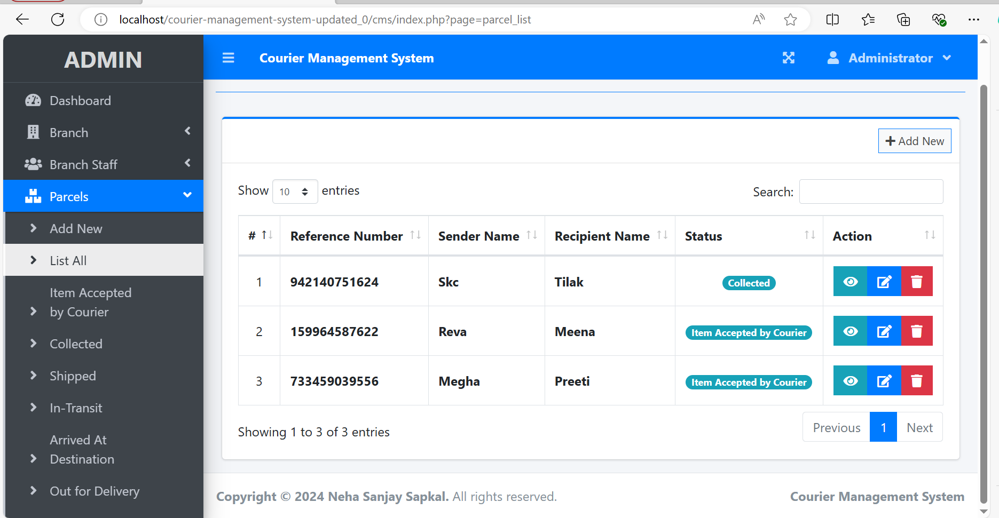 localhost/courier-management-system-updated_0/cms/index.php?page=parcel_list
ADMIN
Courier Management System
Administrator
Dashboard
Branch
Branch Staff
Parcels
Add New
List All
Item Accepted
by Courier
Collected
Shipped
In-Transit
Arrived At
Destination
Out for Delivery
Add New
Show 10 entries
Search:
# Reference Number Sender Name Recipient Name Status Action
1 942140751624 Skc Tilak Collected
2 159964587622 Reva Meena Item Accepted by Courier
3 733459039556 Megha Preeti Item Accepted by Courier
Showing 1 to 3 of 3 entries
Previous 1 Next
Copyright © 2024 Neha Sanjay Sapkal. All rights reserved.
Courier Management System